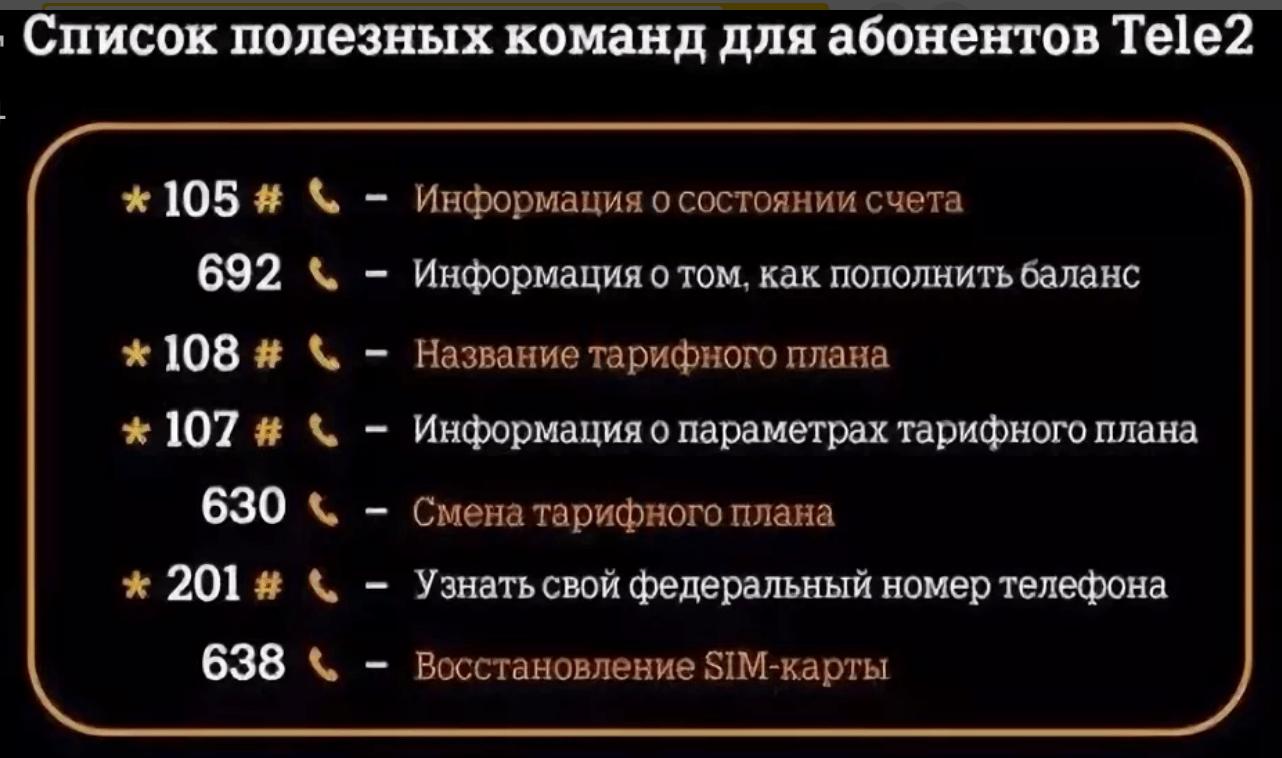 Список полезных команд для абонентов Tele2
* 105 # – Информация о состоянии счета
692 – Информация о том, как пополнить баланс
* 108 # – Название тарифного плана
* 107 # – Информация о параметрах тарифного плана
630 – Смена тарифного плана
* 201 # – Узнать свой федеральный номер телефона
638 – Восстановление SIM-карты